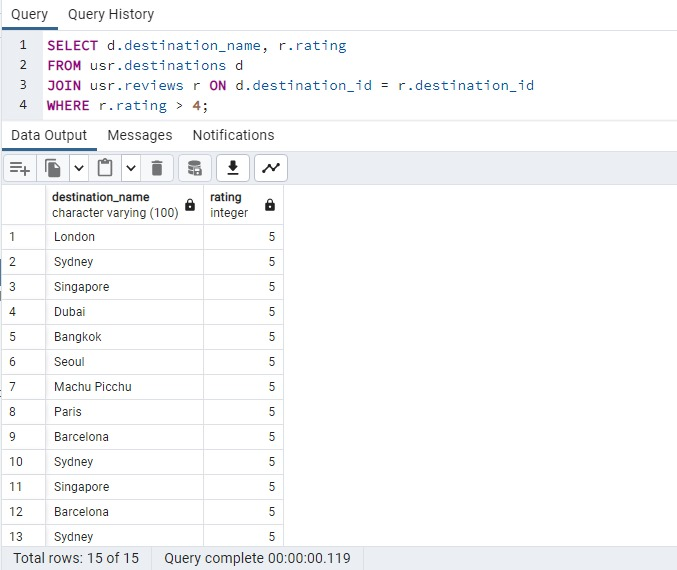 Query Query History
1 SELECT d.destination_name, r.rating
2 FROM usr.destinations d
3 JOIN usr.reviews r ON d.destination_id = r.destination_id
4 WHERE r.rating > 4;
Data Output Messages Notifications
destination_name rating
character varying (100) integer
1 London 5
2 Sydney 5
3 Singapore 5
4 Dubai 5
5 Bangkok 5
6 Seoul 5
7 Machu Picchu 5
8 Paris 5
9 Barcelona 5
10 Sydney 5
11 Singapore 5
12 Barcelona 5
13 Sydney 5
Total rows: 15 of 15 Query complete 00:00:00.119